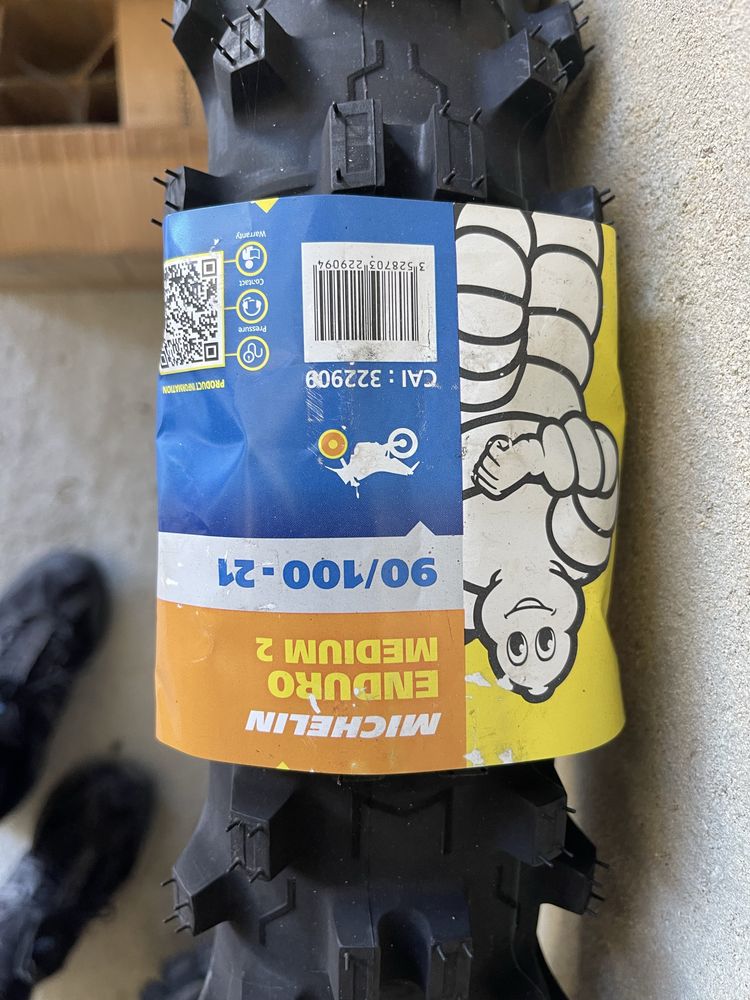 MICHELIN
ENDURO
MEDIUM 2
90/100 - 21
CAI : 322909
3 528703 229094
PRODUCT INFORMATION
Pressure
Contact
Warranty